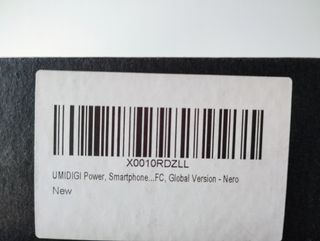 X0010RDZLL
UMIDIGI Power, Smartphone...FC, Global Version - Nero
New